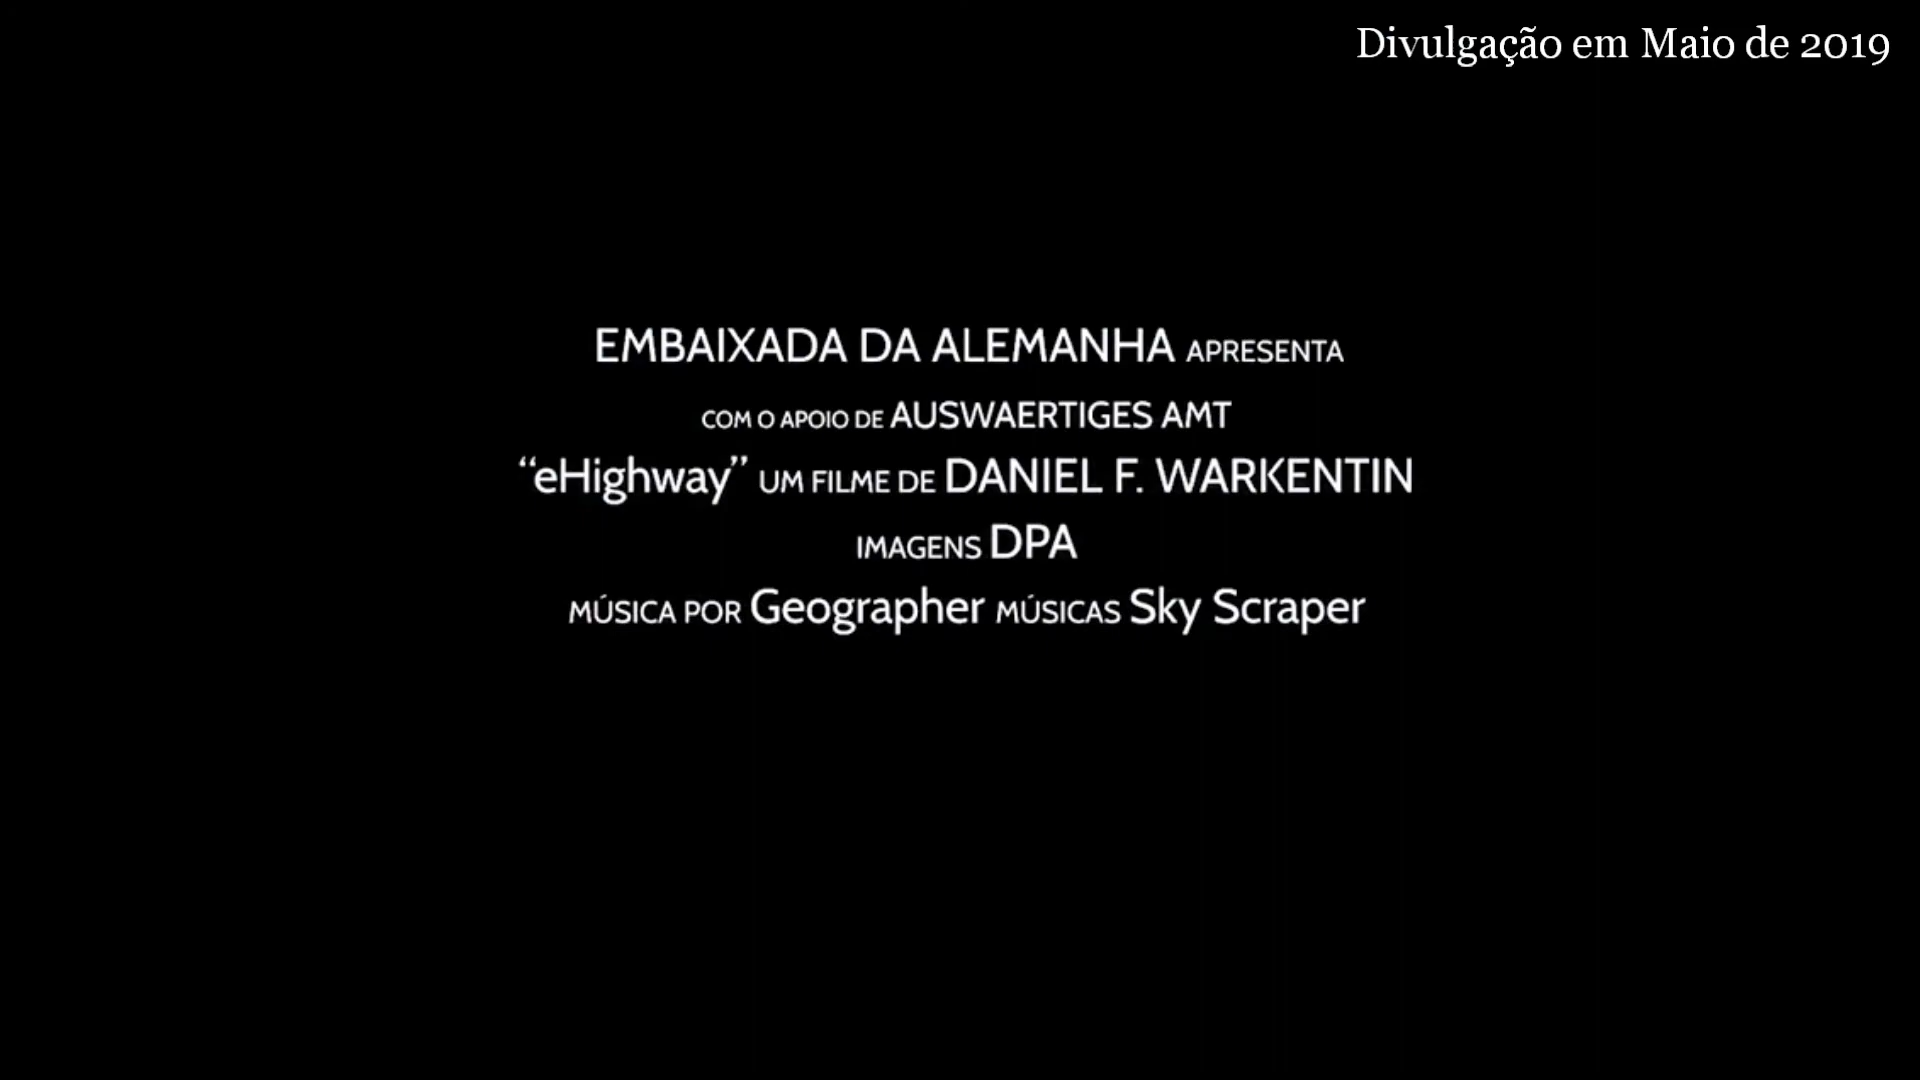 Divulgação em Maio de 2019
EMBAIXADA DA ALEMANHA APRESENTA
COM O APOIO DE AUSWAERTIGES AMT
“eHighway” UM FILME DE DANIEL F. WARKENTIN
IMAGENS DPA
MÚSICA POR Geographer MÚSICAS Sky Scraper